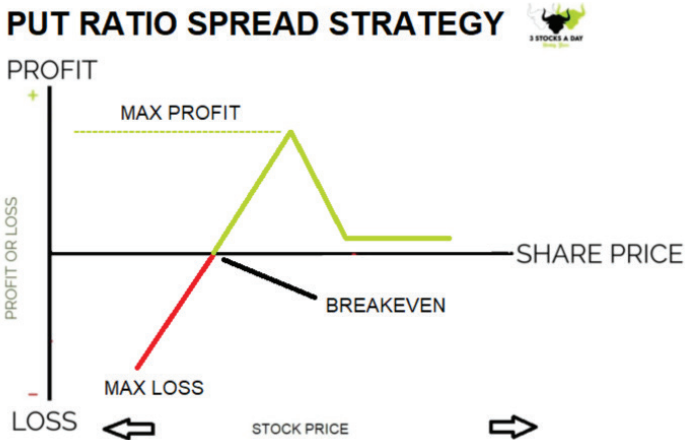 PUT RATIO SPREAD STRATEGY
3 STOCKS A DAY
PROFIT
+
MAX PROFIT
PROFIT OR LOSS
SHARE PRICE
BREAKEVEN
MAX LOSS
-
LOSS
STOCK PRICE